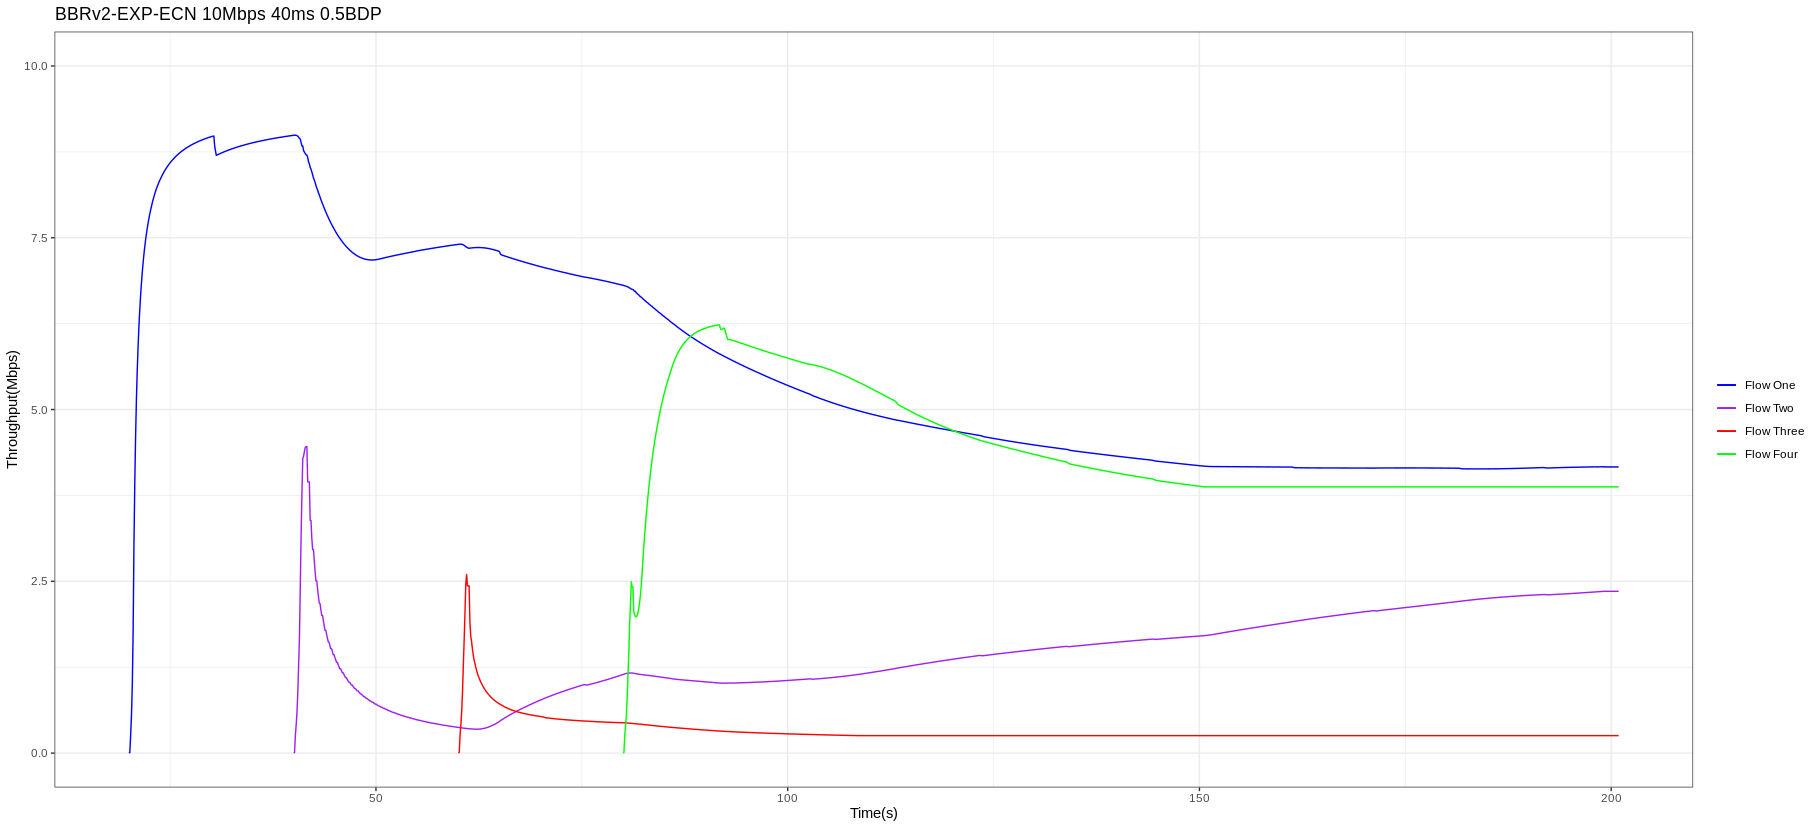 BBRv2-EXP-ECN 10Mbps 40ms 0.5BDP
Throughput(Mbps)
10.0
7.5
5.0
2.5
0.0
50
100
150
200
Time(s)
Flow One
Flow Two
Flow Three
Flow Four